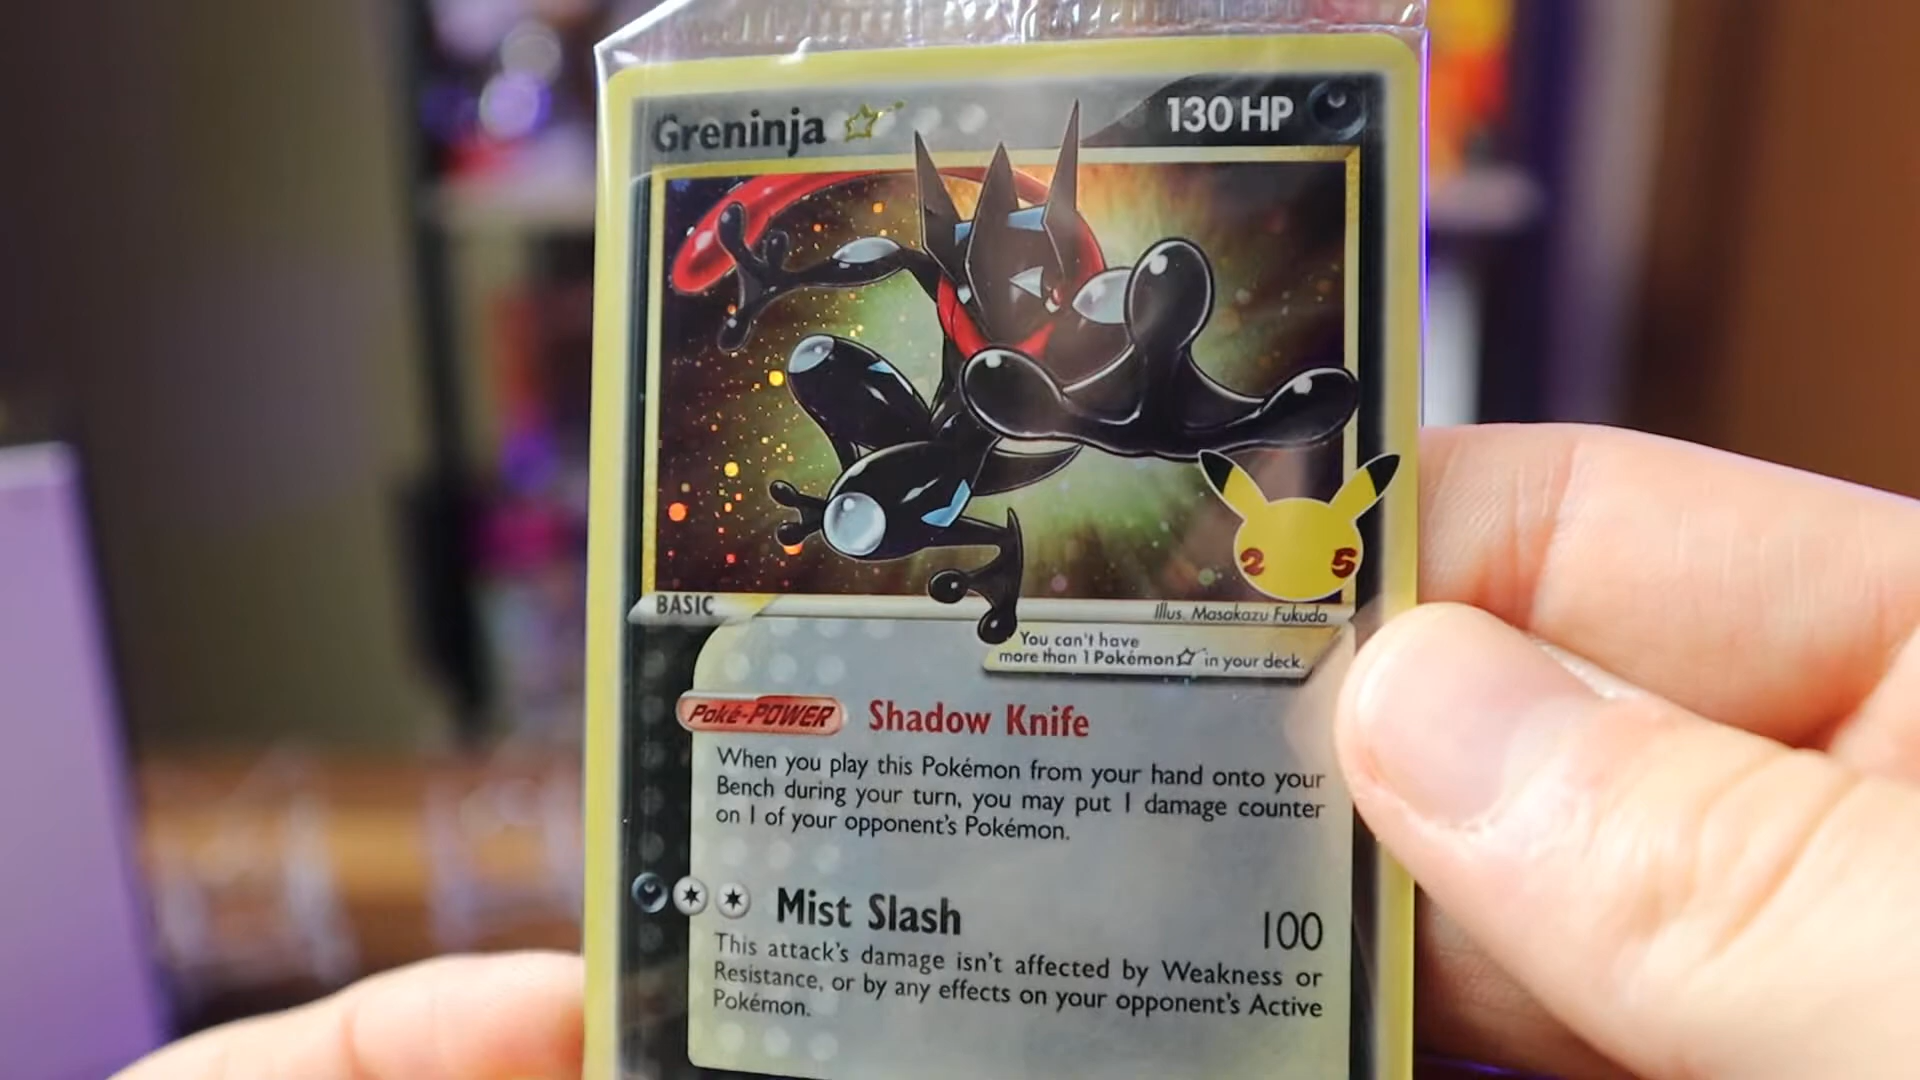 Greninja
130 HP
25
BASIC
Illus. Masakazu Fukuda
You can't have
more than 1 Pokémon☆ in your deck.
Poké-POWER Shadow Knife
When you play this Pokémon from your hand onto your
Bench during your turn, you may put 1 damage counter
on 1 of your opponent's Pokémon.
Mist Slash 100
This attack's damage isn't affected by Weakness or
Resistance, or by any effects on your opponent's Active
Pokémon.